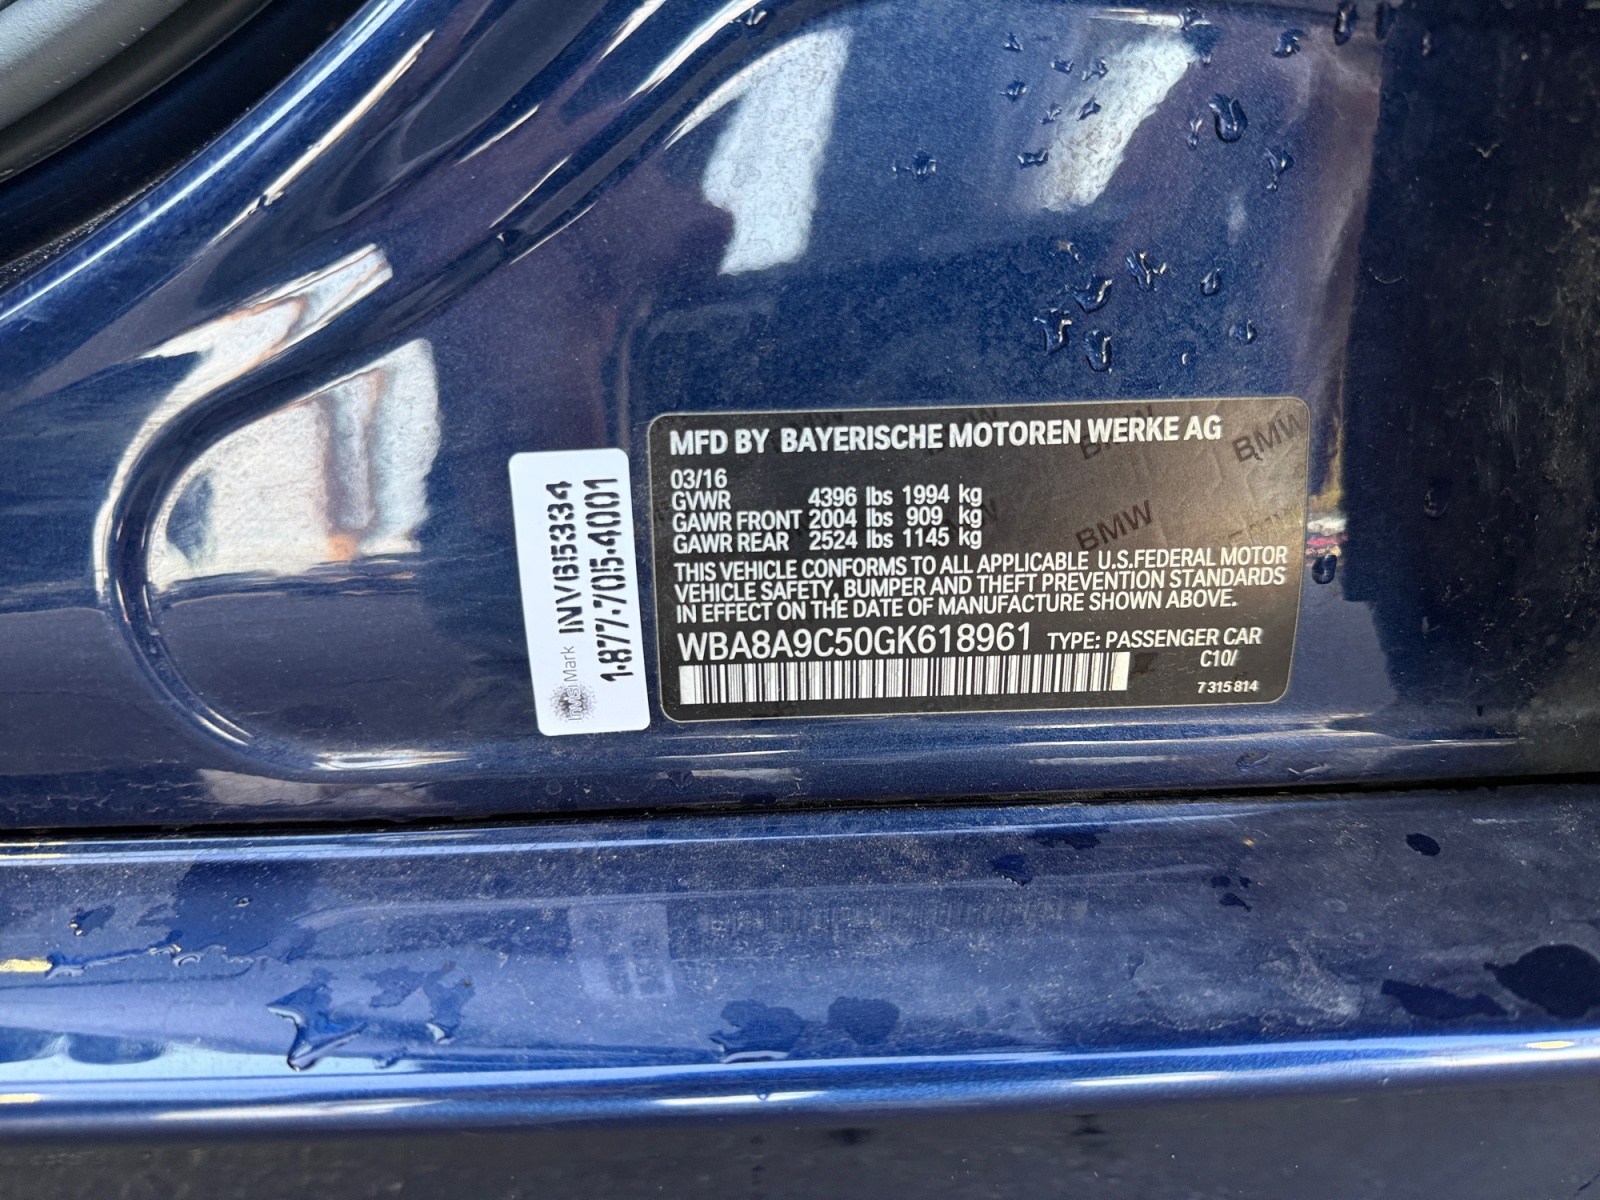 MFD BY BAYERISCHE MOTOREN WERKE AG
03/16
GVWR 4396 lbs 1994 kg
GAWR FRONT 2004 lbs 909 kg
GAWR REAR 2524 lbs 1145 kg
THIS VEHICLE CONFORMS TO ALL APPLICABLE U.S.FEDERAL MOTOR
VEHICLE SAFETY, BUMPER AND THEFT PREVENTION STANDARDS
IN EFFECT ON THE DATE OF MANUFACTURE SHOWN ABOVE.
WBA8A9C50GK618961 TYPE: PASSENGER CAR
C10/
7 315 814
BMW
BMW
Mark
1-877-705-4001